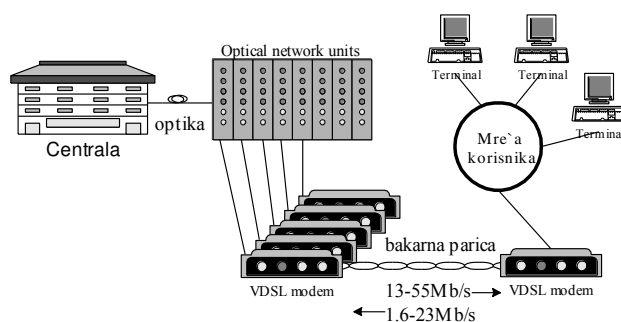 Optical network units
Terminal
Terminal
Termina
optika
Centrala
Mre`a
korisnika
bakarna parica
VDSL modem
13-55Mb/s
1.6-23Mb/s
VDSL modem